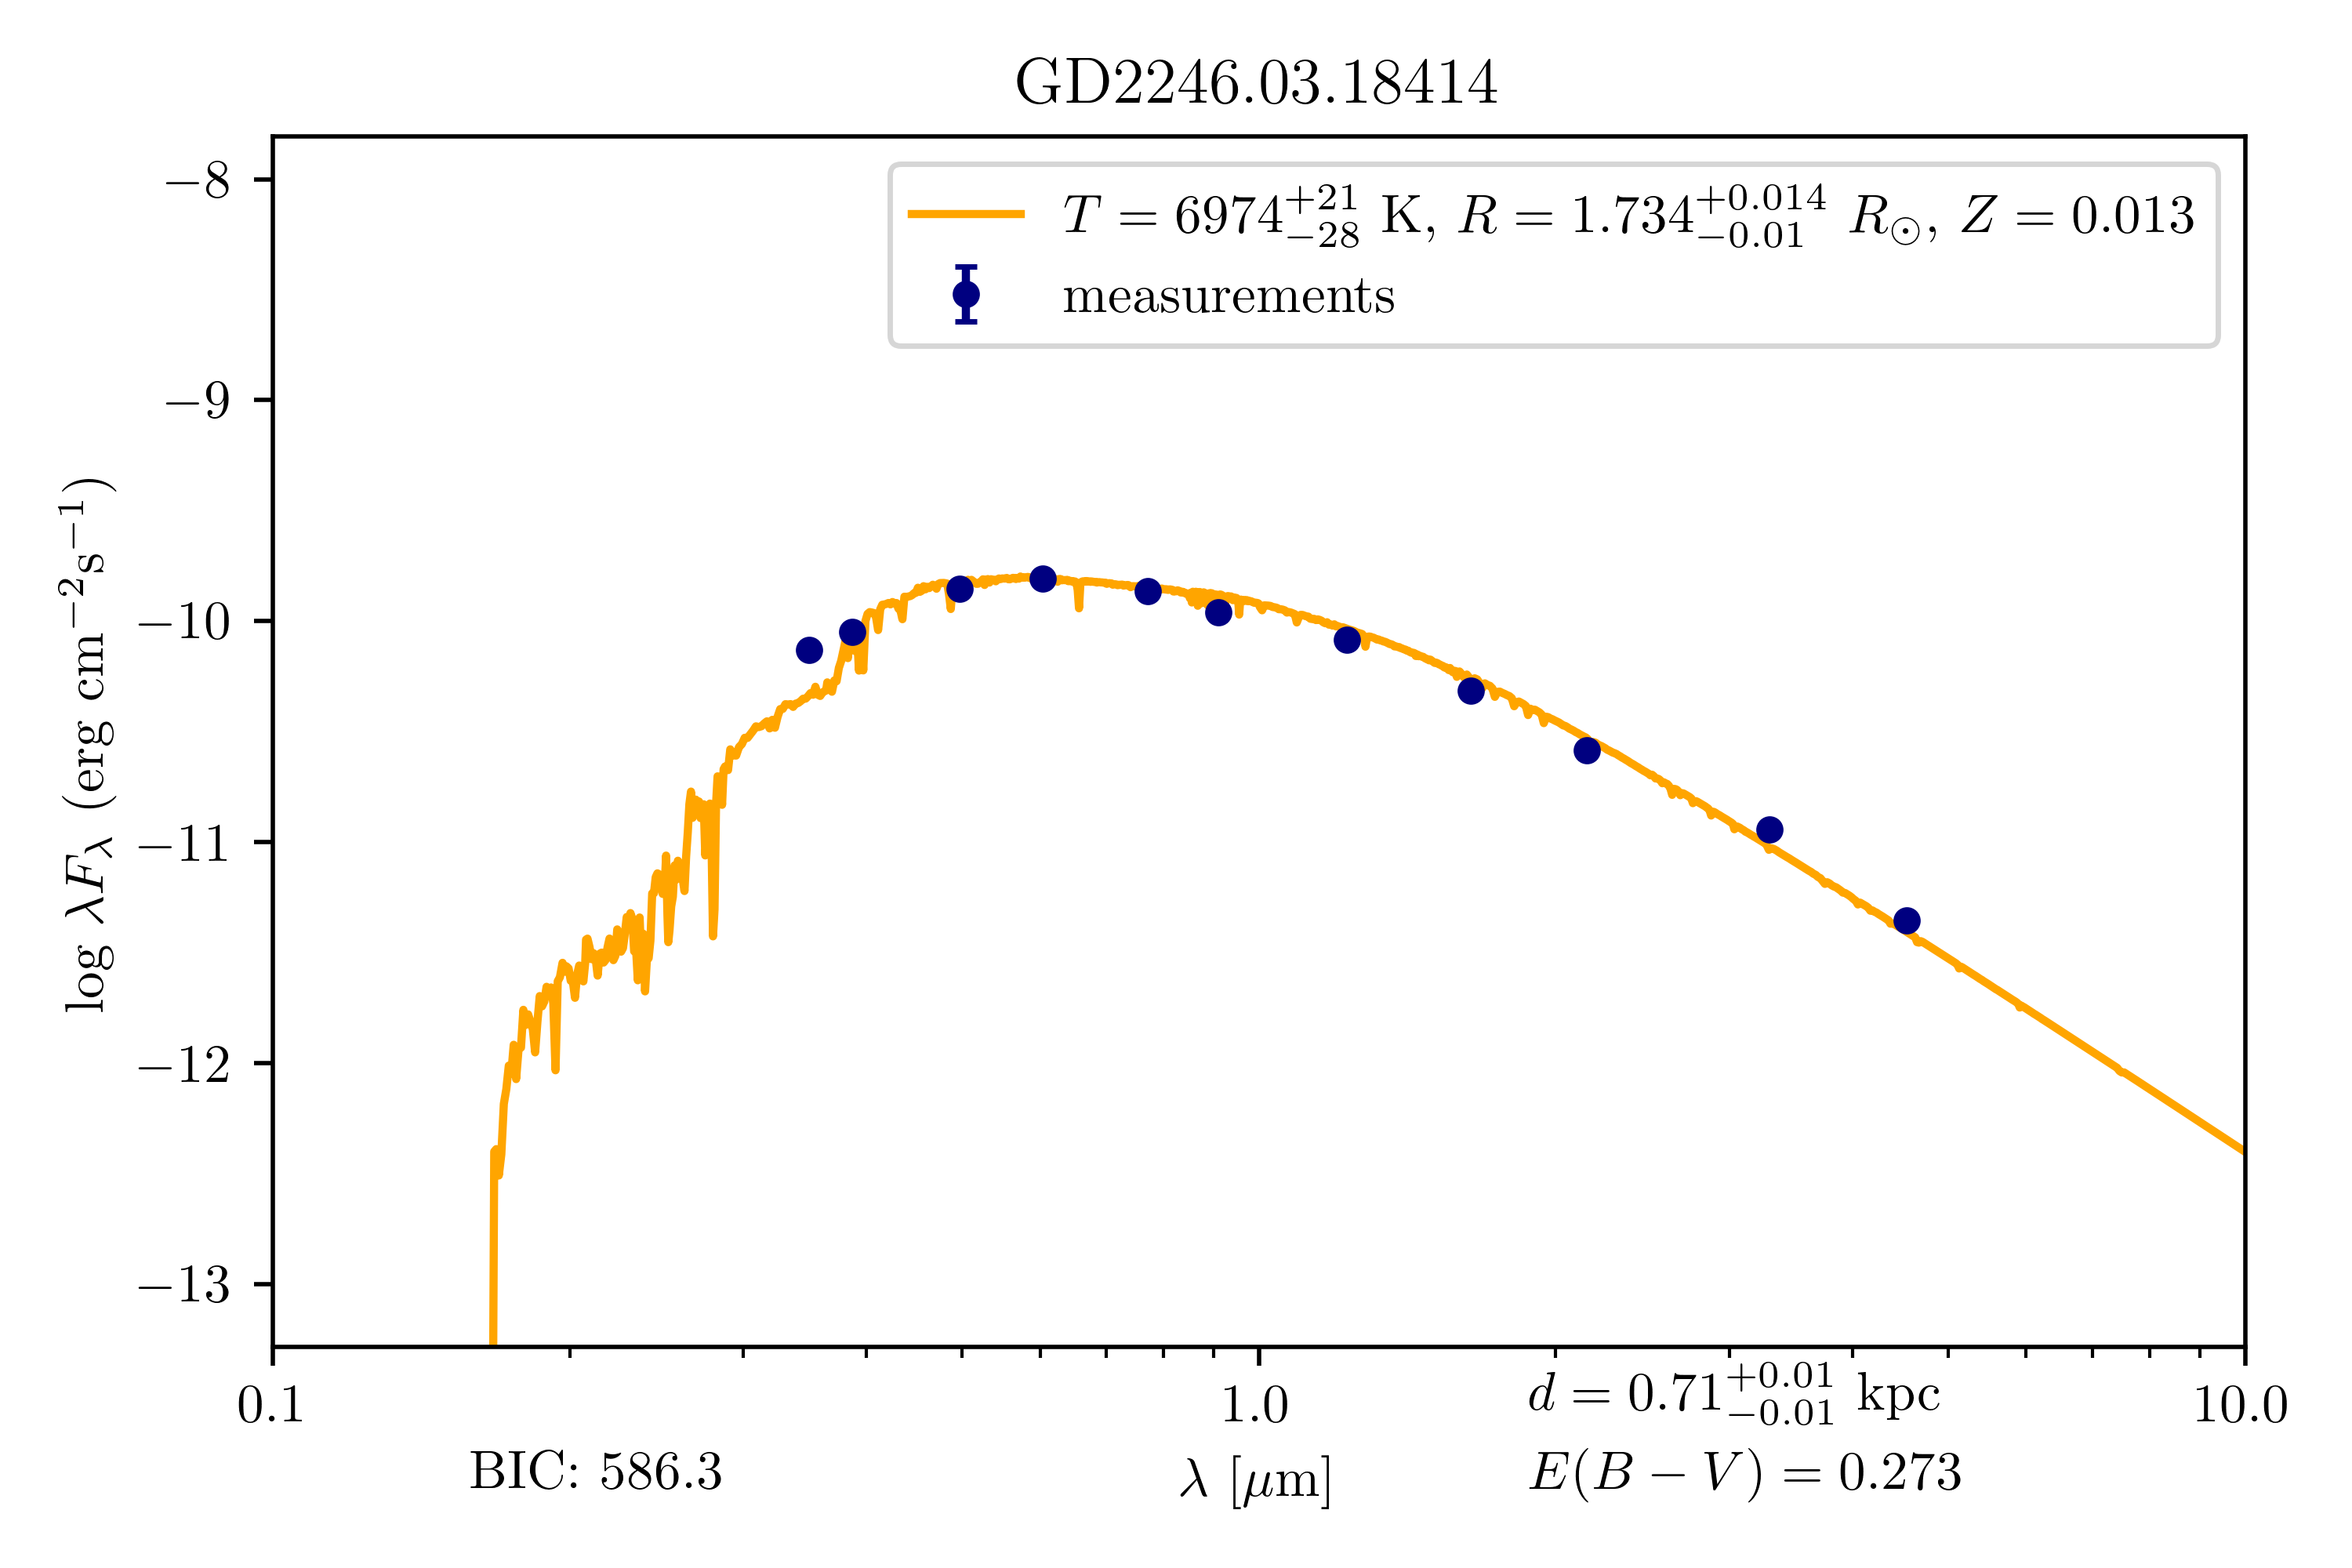 GD2246.03.18414
T = 6974^{+21}_{-28} K, R = 1.734^{+0.014}_{-0.01} R_⊙, Z = 0.013
measurements
log λF_λ (erg cm^{−2}s^{−1})
−8
−9
−10
−11
−12
−13
0.1
1.0
10.0
d = 0.71^{+0.01}_{−0.01} kpc
BIC: 586.3
λ [μm]
E(B − V) = 0.273